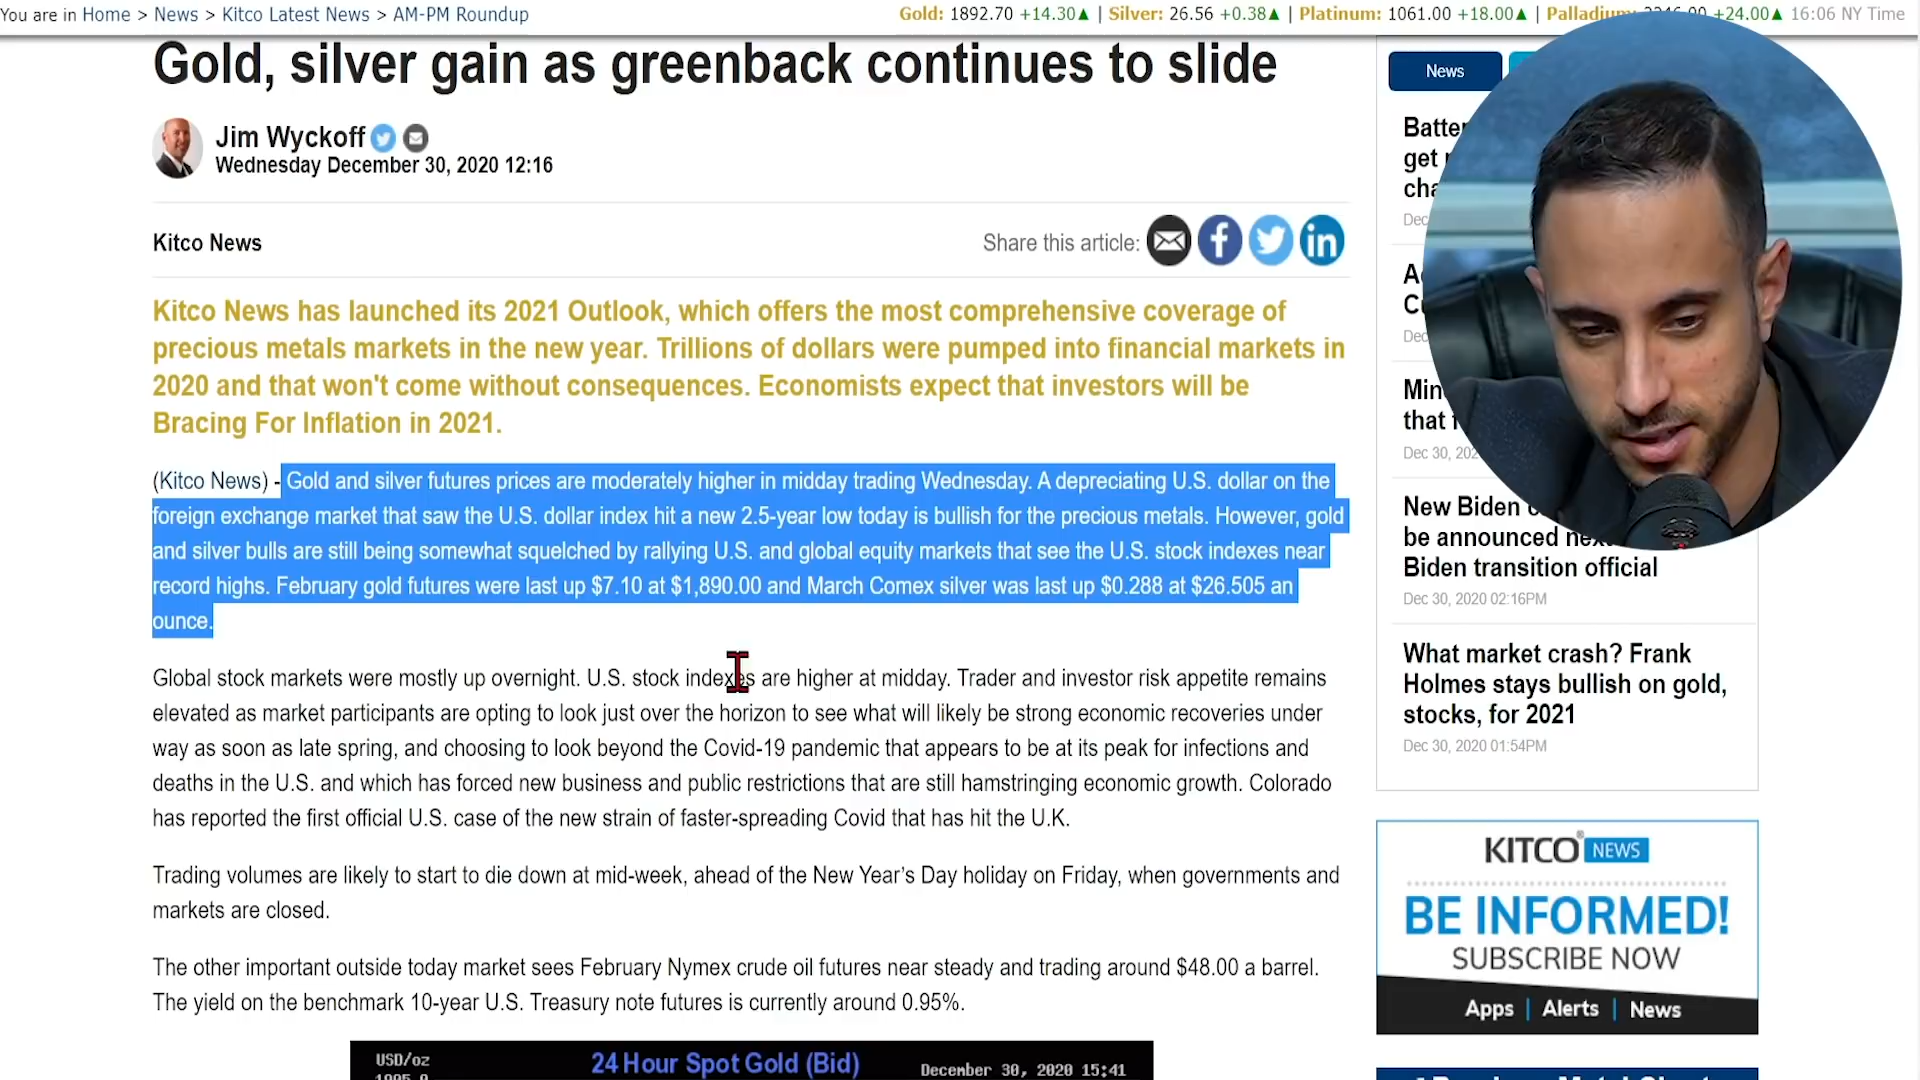 You are in Home > News > Kitco Latest News > AM-PM Roundup
Gold: 1892.70 +14.30▲ | Silver: 26.56 +0.38▲ | Platinum: 1061.00 +18.00▲ | Palladium: +24.00▲ 16:06 NY Time
Gold, silver gain as greenback continues to slide
Jim Wyckoff
Wednesday December 30, 2020 12:16
Kitco News
Share this article:
Kitco News has launched its 2021 Outlook, which offers the most comprehensive coverage of
precious metals markets in the new year. Trillions of dollars were pumped into financial markets in
2020 and that won't come without consequences. Economists expect that investors will be
Bracing For Inflation in 2021.
(Kitco News) - Gold and silver futures prices are moderately higher in midday trading Wednesday. A depreciating U.S. dollar on the
foreign exchange market that saw the U.S. dollar index hit a new 2.5-year low today is bullish for the precious metals. However, gold
and silver bulls are still being somewhat squelched by rallying U.S. and global equity markets that see the U.S. stock indexes near
record highs. February gold futures were last up $7.10 at $1,890.00 and March Comex silver was last up $0.288 at $26.505 an
ounce.
Global stock markets were mostly up overnight. U.S. stock indexes are higher at midday. Trader and investor risk appetite remains
elevated as market participants are opting to look just over the horizon to see what will likely be strong economic recoveries under
way as soon as late spring, and choosing to look beyond the Covid-19 pandemic that appears to be at its peak for infections and
deaths in the U.S. and which has forced new business and public restrictions that are still hamstringing economic growth. Colorado
has reported the first official U.S. case of the new strain of faster-spreading Covid that has hit the U.K.
Trading volumes are likely to start to die down at mid-week, ahead of the New Year's Day holiday on Friday, when governments and
markets are closed.
The other important outside today market sees February Nymex crude oil futures near steady and trading around $48.00 a barrel.
The yield on the benchmark 10-year U.S. Treasury note futures is currently around 0.95%.
USD/oz
24 Hour Spot Gold (Bid)
December 30, 2020 15:41
News
get
Dec
Dec
that
Dec 30,
New Biden
be announced
Biden transition official
Dec 30, 2020 02:16PM
What market crash? Frank
Holmes stays bullish on gold,
stocks, for 2021
Dec 30, 2020 01:54PM
KITCO® NEWS
BE INFORMED!
SUBSCRIBE NOW
Apps | Alerts | News